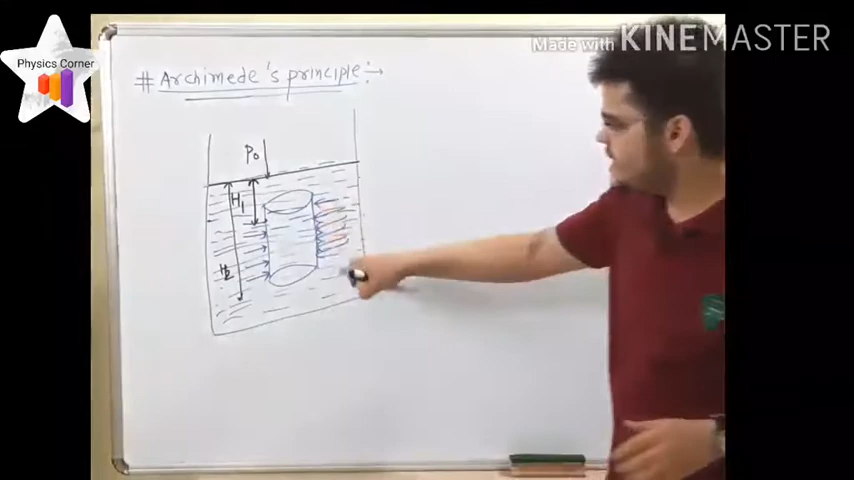 Made with KINEMASTER
Physics Corner
# Archimede's principle :→
P₀
H₁
H₂